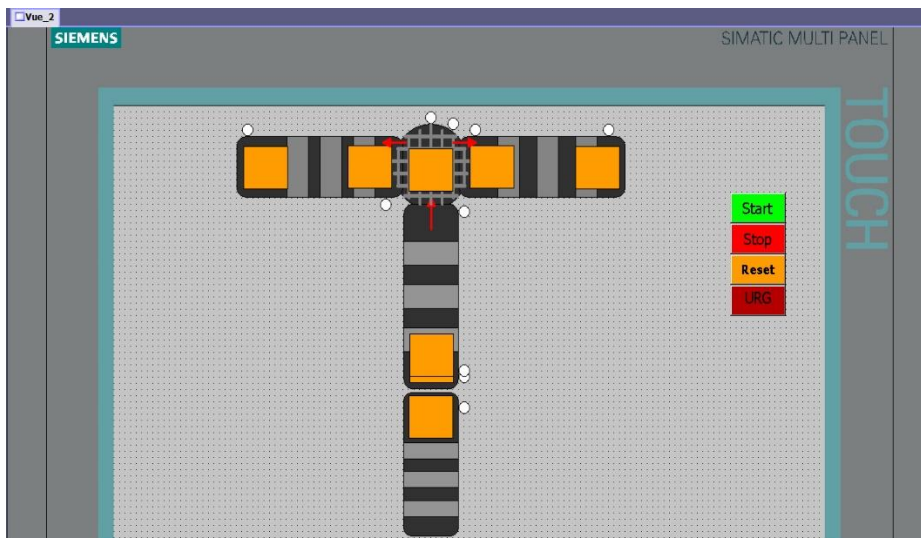 Vue_2
SIEMENS
SIMATIC MULTI PANEL
TOUCH
Start
Stop
Reset
URG